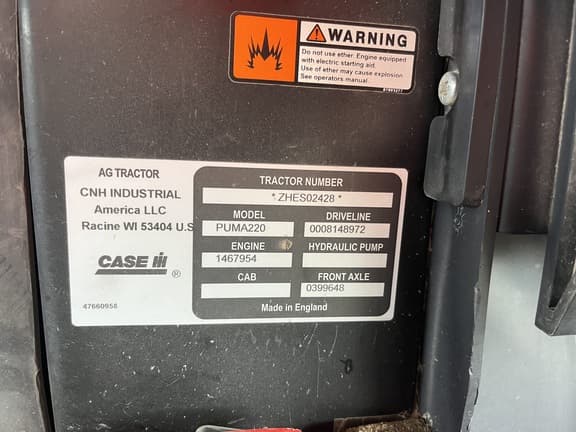 WARNING
Do not use ether. Engine equipped
with electric starting aid.
Use of ether may cause explosion.
See operators manual.
AG TRACTOR
CNH INDUSTRIAL
America LLC
Racine WI 53404 U.S
CASE IH ®
47660958
TRACTOR NUMBER
* ZHES02428 *
MODEL DRIVELINE
PUMA220 0008148972
ENGINE HYDRAULIC PUMP
1467954
CAB FRONT AXLE
0399648
Made in England